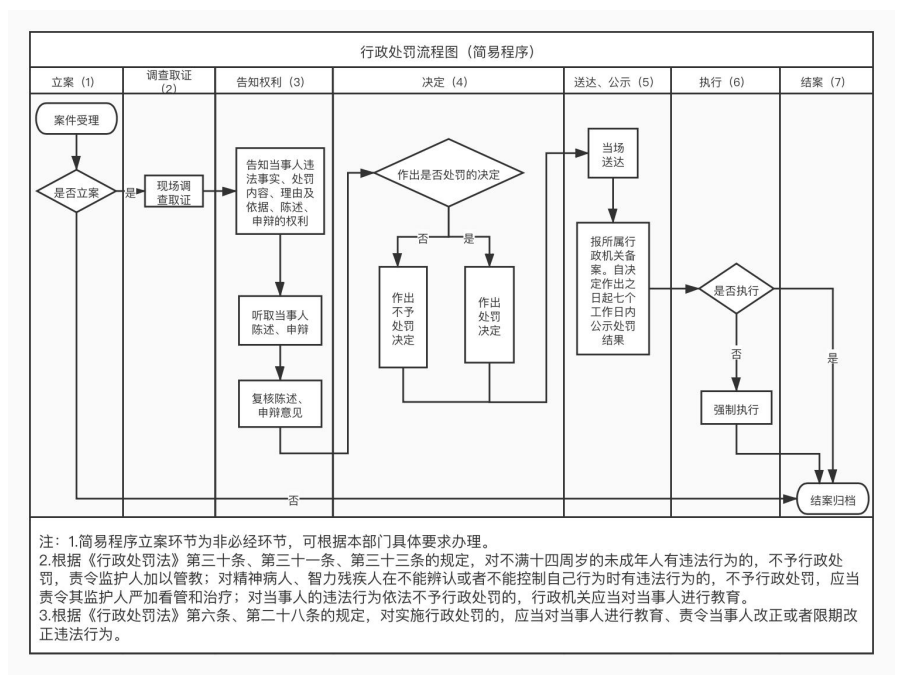 行政处罚流程图（简易程序）
立案（1）
调查取证
（2）
告知权利（3）
决定（4）
送达、公示（5）
执行（6）
结案（7）
案件受理
是否立案
是
现场调
查取证
告知当事人违
法事实、处罚
内容、理由及
依据、陈述、
申辩的权利
听取当事人
陈述、申辩
复核陈述、
申辩意见
作出是否处罚的决定
否
是
作出
不予
处罚
决定
作出
处罚
决定
当场
送达
报所属行
政机关备
案。自决
定作出之
日起七个
工作日内
公示处罚
结果
是否执行
否
是
强制执行
否
结案归档
注：1.简易程序立案环节为非必经环节，可根据本部门具体要求办理。
2.根据《行政处罚法》第三十条、第三十一条、第三十三条的规定，对不满十四周岁的未成年人有违法行为的，不予行政处
罚，责令监护人加以管教；对精神病人、智力残疾人在不能辨认或者不能控制自己行为时有违法行为的，不予行政处罚，应当
责令其监护人严加看管和治疗；对当事人的违法行为依法不予行政处罚的，行政机关应当对当事人进行教育。
3.根据《行政处罚法》第六条、第二十八条的规定，对实施行政处罚的，应当对当事人进行教育、责令当事人改正或者限期改
正违法行为。